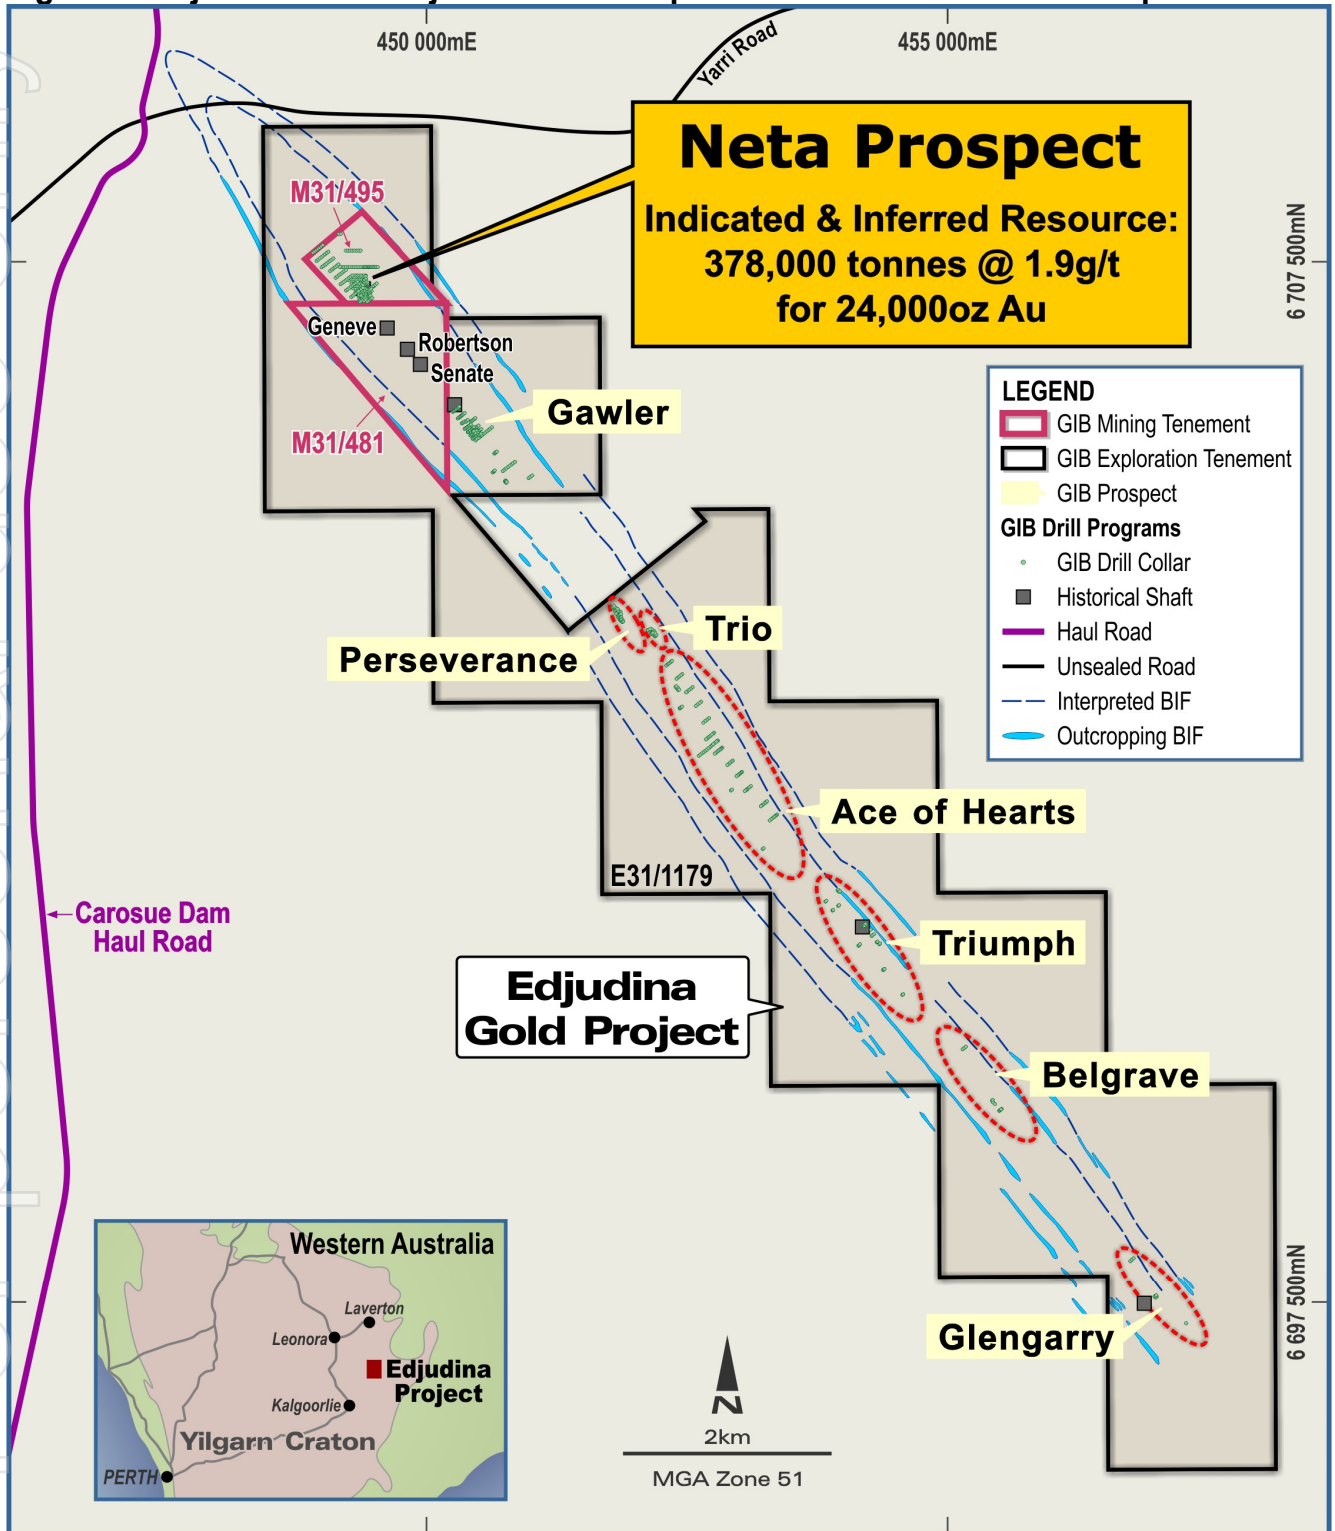 450 000mE
455 000mE
Yarri Road
Neta Prospect
Indicated & Inferred Resource:
378,000 tonnes @ 1.9g/t
for 24,000oz Au
M31/495
6 707 500mN
Geneve
Robertson
Senate
Gawler
M31/481
LEGEND
GIB Mining Tenement
GIB Exploration Tenement
GIB Prospect
GIB Drill Programs
GIB Drill Collar
Historical Shaft
Haul Road
Unsealed Road
Interpreted BIF
Outcropping BIF
Trio
Perseverance
Ace of Hearts
E31/1179
Carosue Dam
Haul Road
Triumph
Edjudina
Gold Project
Belgrave
Glengarry
6 697 500mN
Western Australia
Laverton
Leonora
Edjudina
Project
Kalgoorlie
Yilgarn Craton
PERTH
N
2km
MGA Zone 51